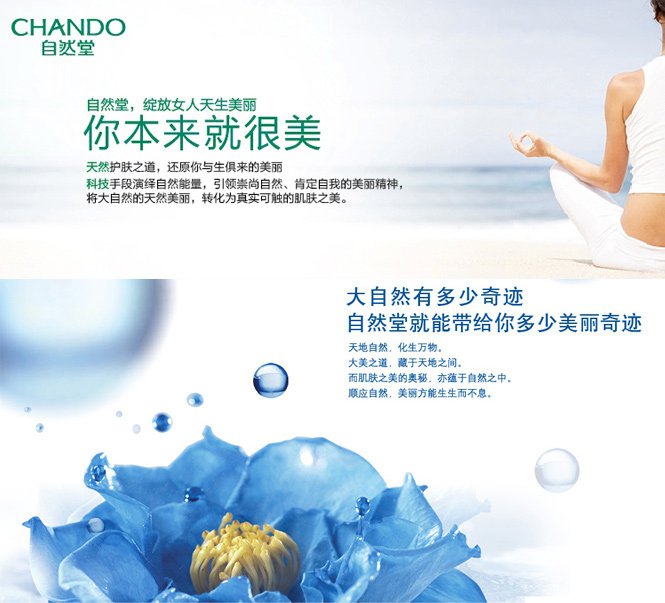 CHANDO
自然堂
自然堂，绽放女人天生美丽
你本来就很美
天然护肤之道，还原你与生俱来的美丽
科技手段演绎自然能量，引领崇尚自然、肯定自我的美丽精神，
将大自然的天然美丽，转化为真实可触的肌肤之美。
大自然有多少奇迹
自然堂就能带给你多少美丽奇迹
天地自然，化生万物。
大美之道，藏于天地之间。
而肌肤之美的奥秘，亦蕴于自然之中。
顺应自然，美丽方能生生而不息。